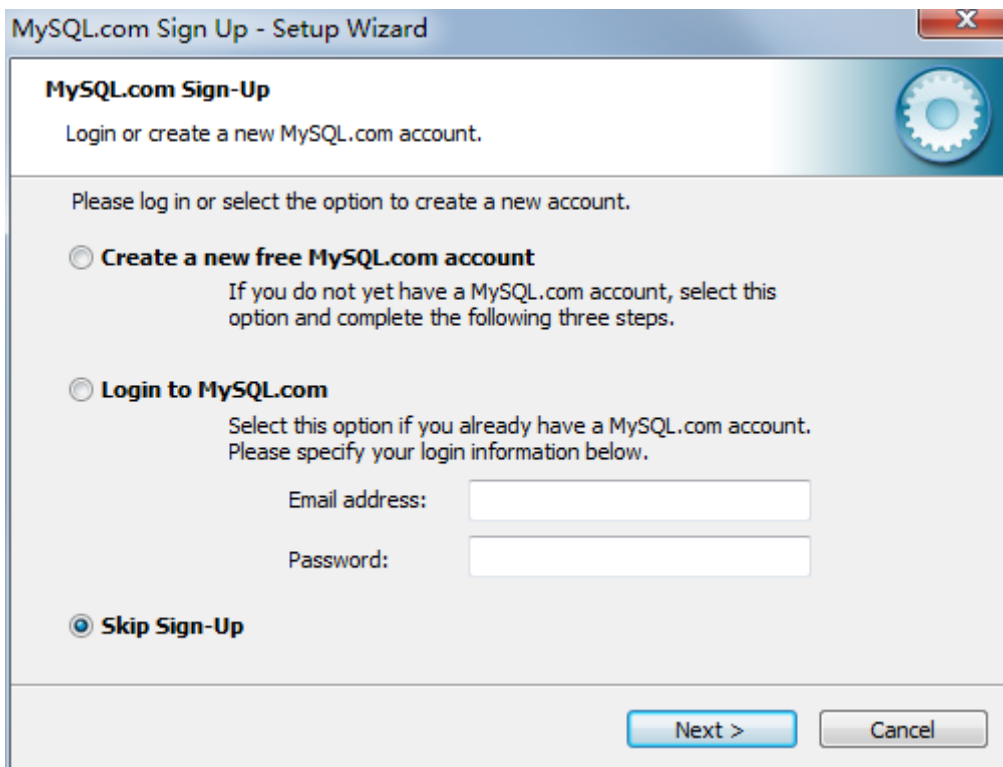 MySQL.com Sign Up - Setup Wizard
MySQL.com Sign-Up
Login or create a new MySQL.com account.
Please log in or select the option to create a new account.
Create a new free MySQL.com account
If you do not yet have a MySQL.com account, select this
option and complete the following three steps.
Login to MySQL.com
Select this option if you already have a MySQL.com account.
Please specify your login information below.
Email address:
Password:
Skip Sign-Up
Next >
Cancel